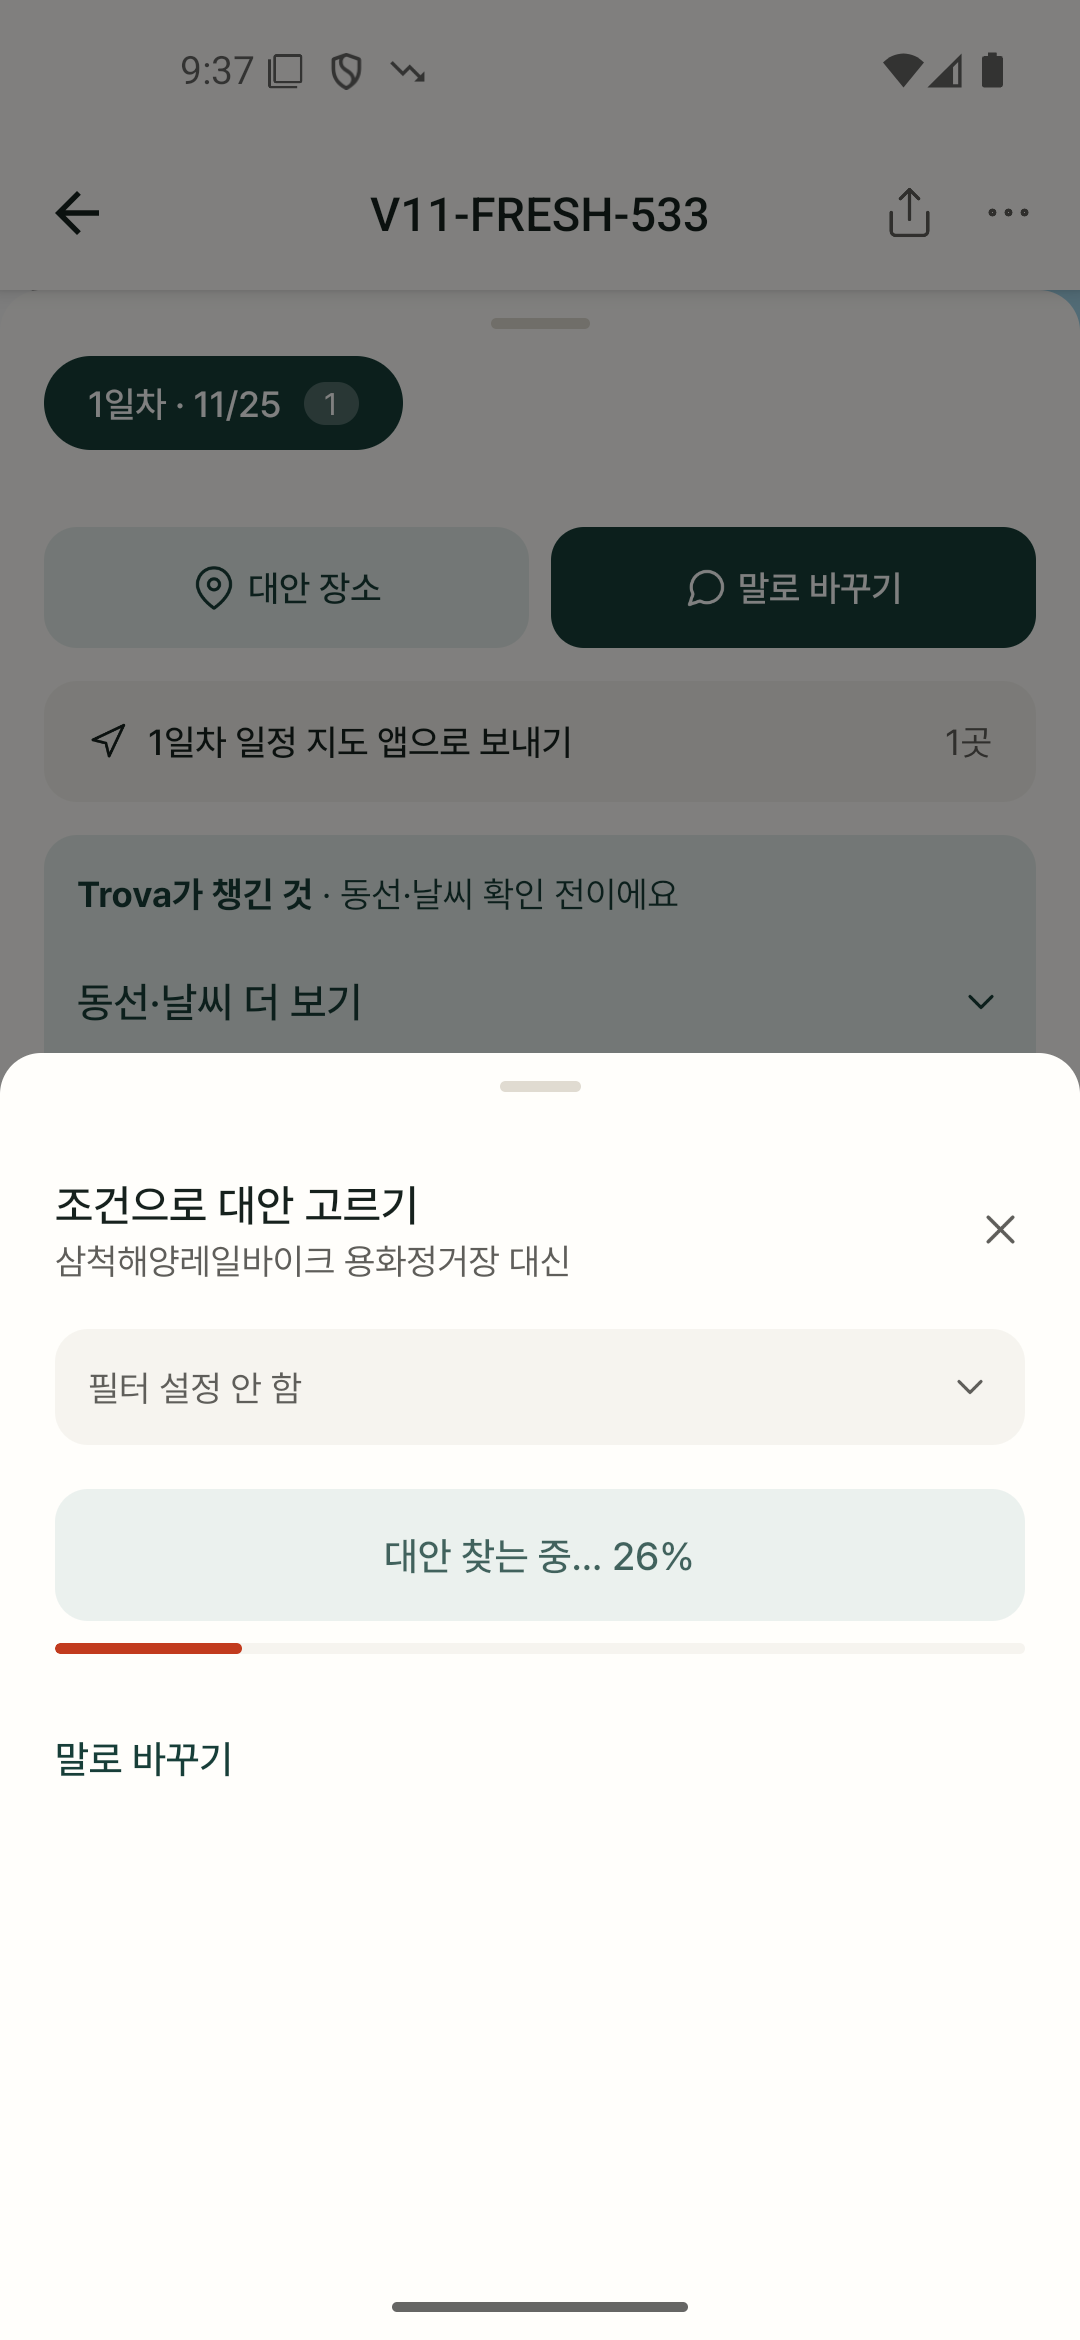 9:37
V11-FRESH-533
1일차 · 11/25 1
대안 장소
말로 바꾸기
1일차 일정 지도 앱으로 보내기 1곳
Trova가 챙긴 것 · 동선·날씨 확인 전이에요
동선·날씨 더 보기
조건으로 대안 고르기
삼척해양레일바이크 용화정거장 대신
필터 설정 안 함
대안 찾는 중... 26%
말로 바꾸기